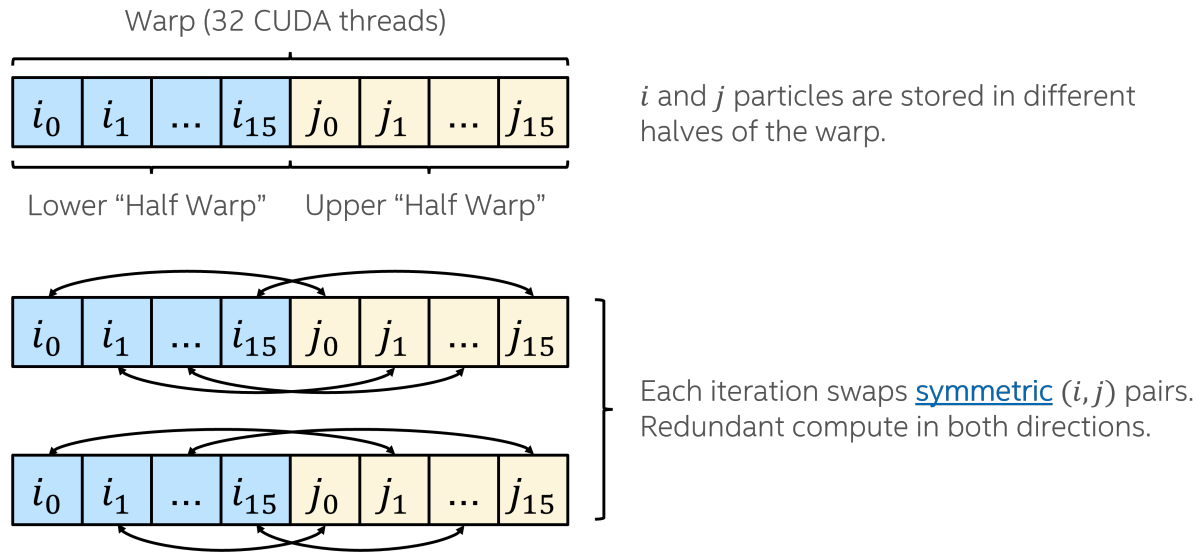 Warp (32 CUDA threads)
i₀ i₁ ... i₁₅ j₀ j₁ ... j₁₅
i and j particles are stored in different
halves of the warp.
Lower “Half Warp” Upper “Half Warp”
i₀ i₁ ... i₁₅ j₀ j₁ ... j₁₅
Each iteration swaps symmetric (i, j) pairs.
Redundant compute in both directions.
i₀ i₁ ... i₁₅ j₀ j₁ ... j₁₅